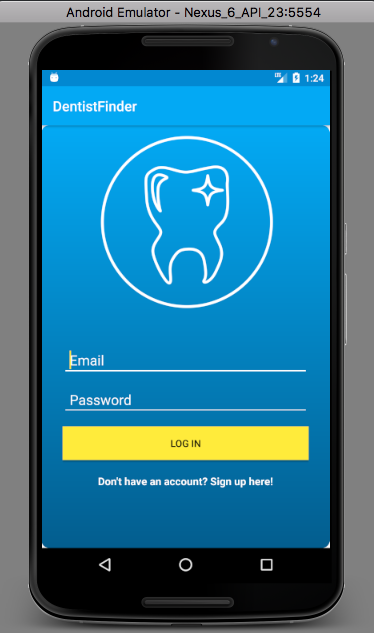 Android Emulator - Nexus_6_API_23:5554
1:24
DentistFinder
Email
Password
LOG IN
Don't have an account? Sign up here!